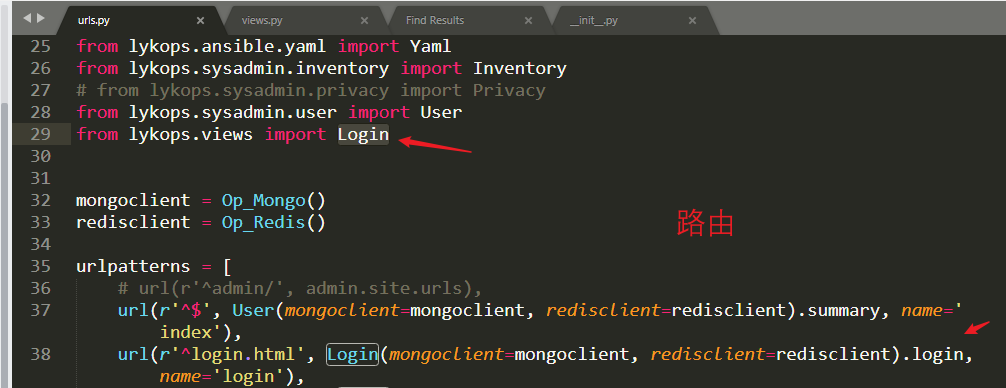 urls.py
views.py
Find Results
__init__.py
25 from lykops.ansible.yaml import Yaml
26 from lykops.sysadmin.inventory import Inventory
27 # from lykops.sysadmin.privacy import Privacy
28 from lykops.sysadmin.user import User
29 from lykops.views import Login
30
31
32 mongoclient = Op_Mongo()
33 redisclient = Op_Redis()
路由
34
35 urlpatterns = [
36 # url(r'^admin/', admin.site.urls),
37 url(r'^$', User(mongoclient=mongoclient, redisclient=redisclient).summary, name='
index'),
38 url(r'^login.html', Login(mongoclient=mongoclient, redisclient=redisclient).login,
name='login'),